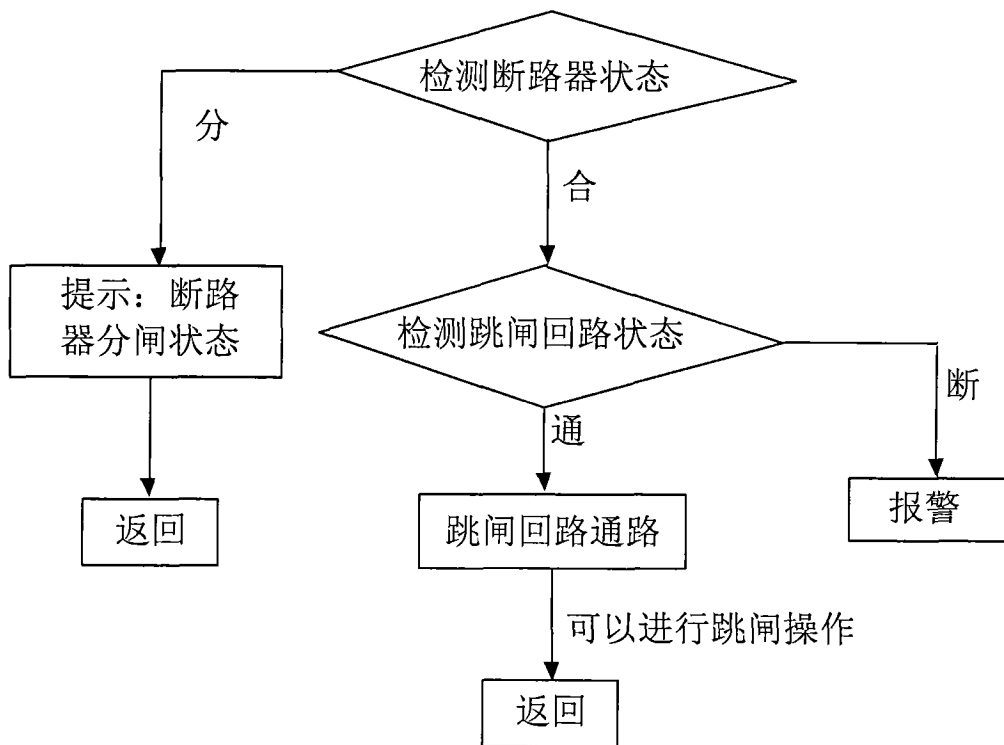 检测断路器状态
分
合
提示：断路
器分闸状态
检测跳闸回路状态
断
通
返回
跳闸回路通路
报警
可以进行跳闸操作
返回